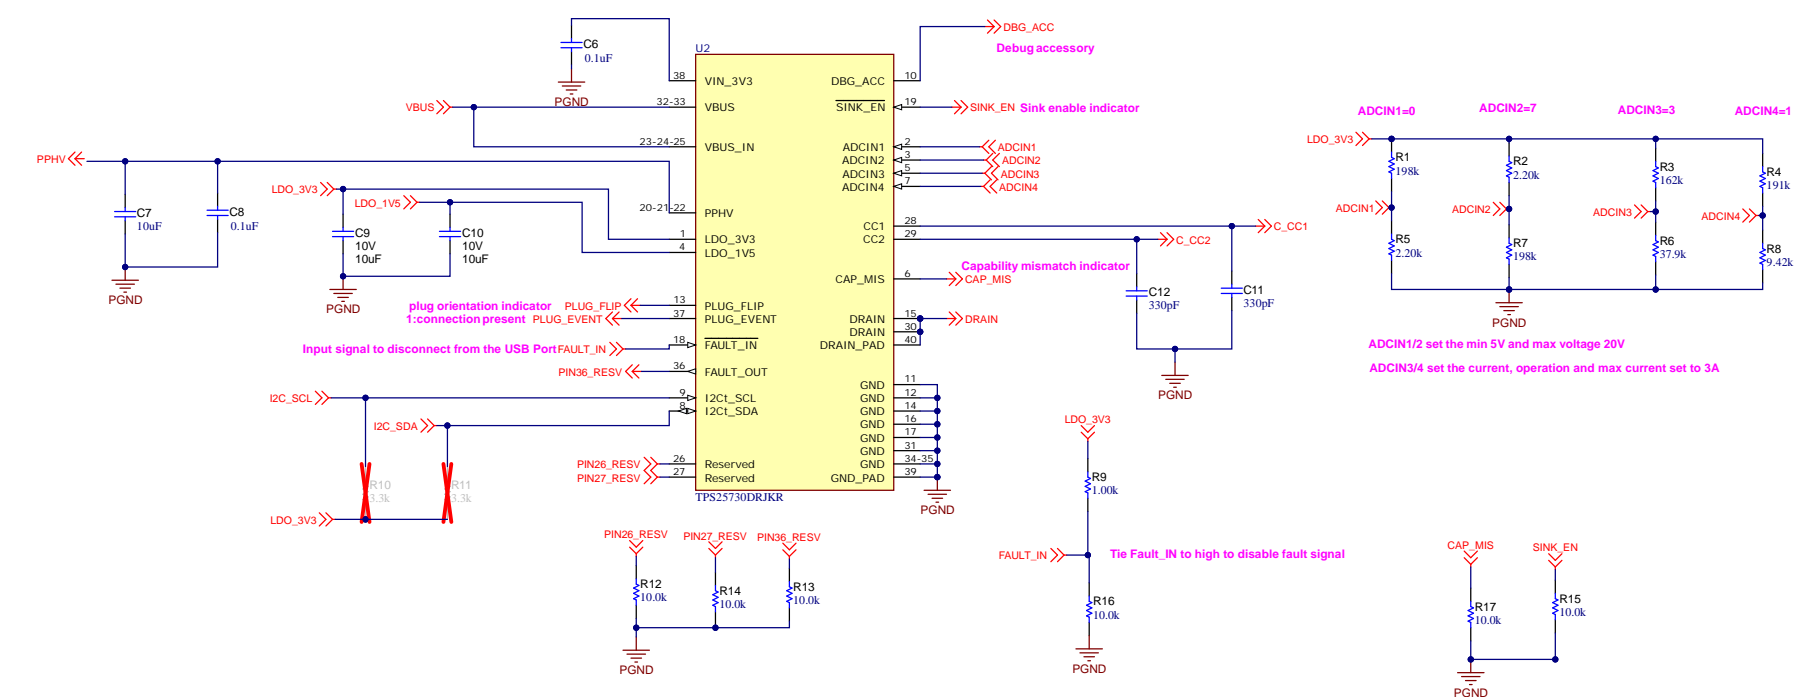 C6
0.1uF
PGND
U2
DBG_ACC
Debug accessory
38 VIN_3V3
DBG_ACC 10
VBUS
32-33 VBUS
SINK_EN 19
SINK_EN Sink enable indicator
23-24-25 VBUS_IN
ADCIN1 2 ADCIN1
ADCIN2 3 ADCIN2
ADCIN3 5 ADCIN3
ADCIN4 7 ADCIN4
PPHV
LDO_3V3
LDO_1V5
20-21-22 PPHV
C7
10uF
C8
0.1uF
C9
10V
10uF
C10
10V
10uF
PGND
PGND
1 LDO_3V3
4 LDO_1V5
CC1 28
C_CC1
CC2 29
C_CC2
Capability mismatch indicator
CAP_MIS 6 CAP_MIS
C12
330pF
C11
330pF
PGND
plug orientation indicator PLUG_FLIP 13 PLUG_FLIP
1:connection present PLUG_EVENT 37 PLUG_EVENT
DRAIN 15 DRAIN
DRAIN 30
DRAIN_PAD 40
Input signal to disconnect from the USB Port FAULT_IN 18 FAULT_IN
PIN36_RESV 36 FAULT_OUT
I2C_SCL 9 I2Ct_SCL
I2C_SDA 8 I2Ct_SDA
GND 11
GND 12
GND 14
GND 16
GND 17
GND 31
GND 34-35
GND_PAD 39
PGND
PIN26_RESV 26 Reserved
PIN27_RESV 27 Reserved
TPS25730DRJKR
R10
3.3k
R11
3.3k
LDO_3V3
PIN26_RESV
PIN27_RESV
PIN36_RESV
R12
10.0k
R14
10.0k
R13
10.0k
PGND
LDO_3V3
R9
1.00k
FAULT_IN
Tie Fault_IN to high to disable fault signal
R16
10.0k
PGND
ADCIN1=0
ADCIN2=7
ADCIN3=3
ADCIN4=1
LDO_3V3
R1
198k
R2
2.20k
R3
162k
R4
191k
ADCIN1
ADCIN2
ADCIN3
ADCIN4
R5
2.20k
R7
198k
R6
37.9k
R8
9.42k
PGND
ADCIN1/2 set the min 5V and max voltage 20V
ADCIN3/4 set the current, operation and max current set to 3A
CAP_MIS
SINK_EN
R17
10.0k
R15
10.0k
PGND